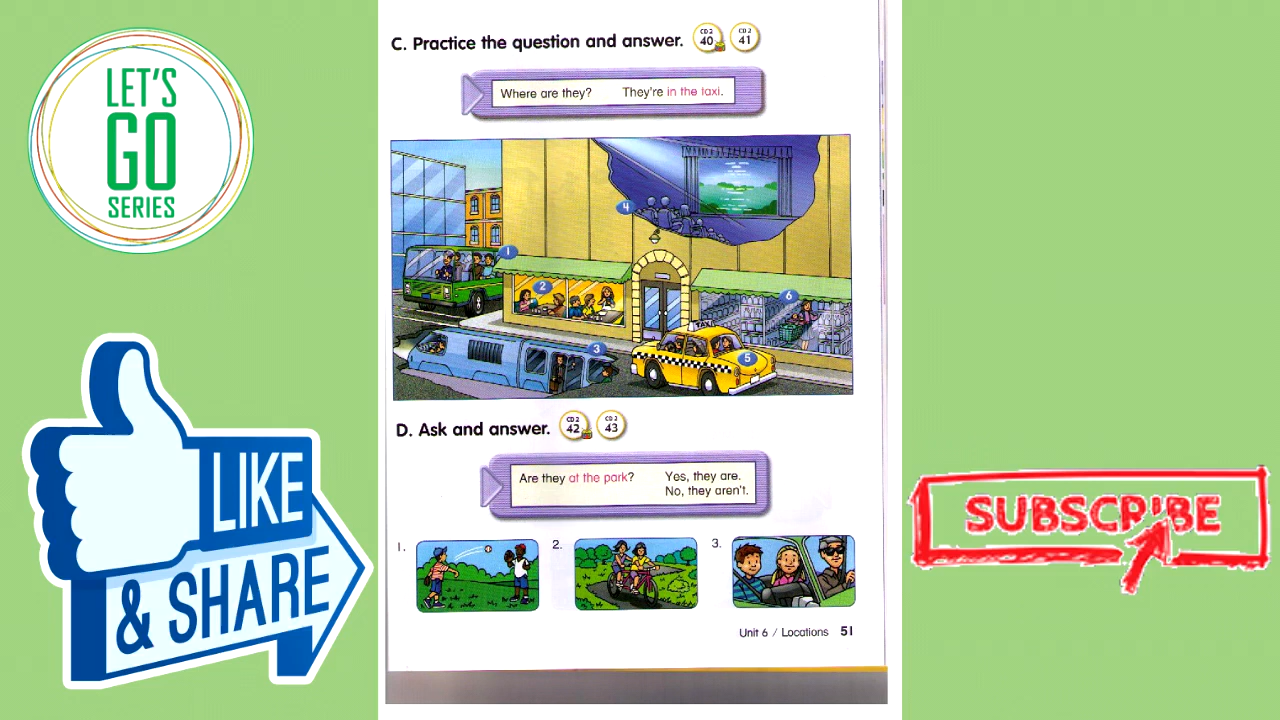 LET'S
GO
SERIES
C. Practice the question and answer. CD 2 40 CD 2 41
Where are they? They're in the taxi.
4
1
2
6
TAXI
3
5
D. Ask and answer. CD 2 42 CD 2 43
Are they at the park? Yes, they are.
No, they aren't.
1. 2. 3.
Unit 6 / Locations 51
LIKE
& SHARE
SUBSCRIBE